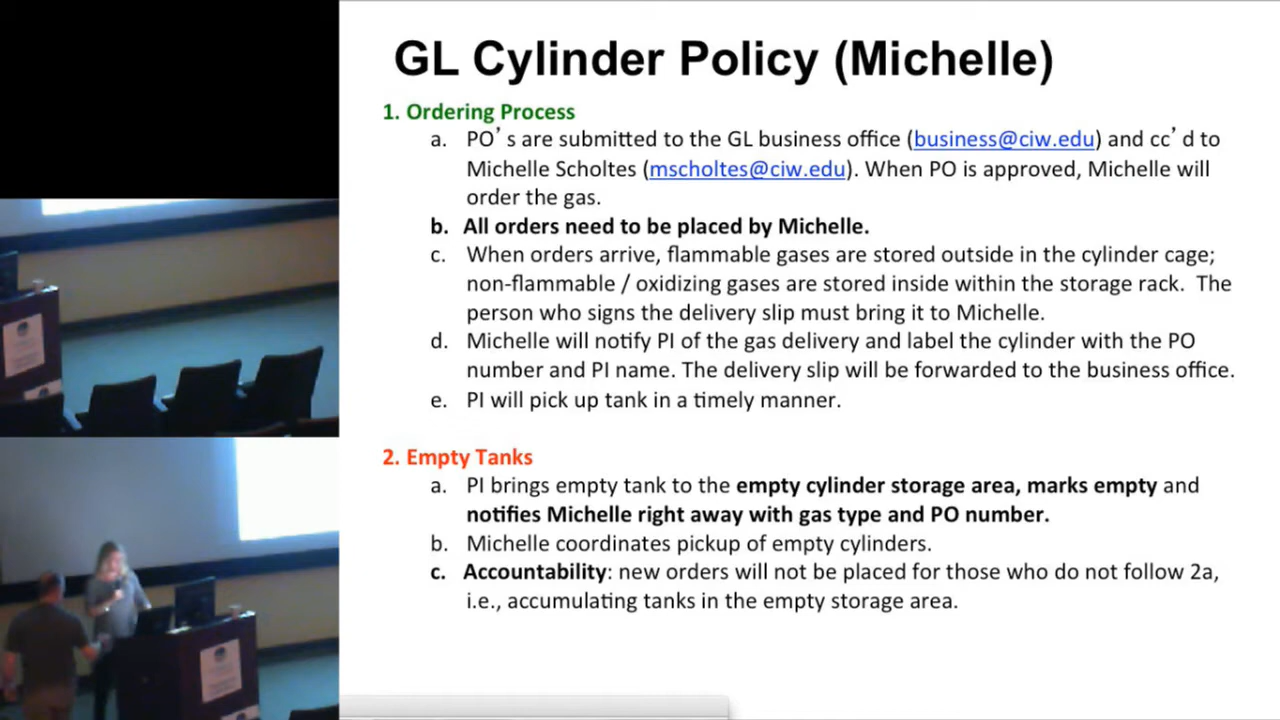 GL Cylinder Policy (Michelle)
1. Ordering Process
a. PO's are submitted to the GL business office (business@ciw.edu) and cc'd to
Michelle Scholtes (mscholtes@ciw.edu). When PO is approved, Michelle will
order the gas.
b. All orders need to be placed by Michelle.
c. When orders arrive, flammable gases are stored outside in the cylinder cage;
non-flammable / oxidizing gases are stored inside within the storage rack. The
person who signs the delivery slip must bring it to Michelle.
d. Michelle will notify PI of the gas delivery and label the cylinder with the PO
number and PI name. The delivery slip will be forwarded to the business office.
e. PI will pick up tank in a timely manner.
2. Empty Tanks
a. PI brings empty tank to the empty cylinder storage area, marks empty and
notifies Michelle right away with gas type and PO number.
b. Michelle coordinates pickup of empty cylinders.
c. Accountability: new orders will not be placed for those who do not follow 2a,
i.e., accumulating tanks in the empty storage area.